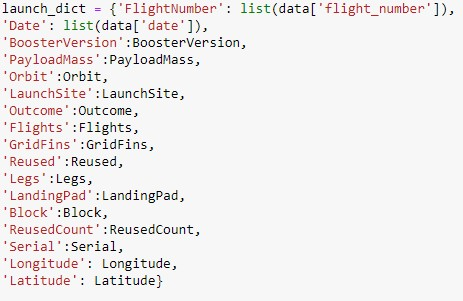 launch_dict = {'FlightNumber': list(data['flight_number']),
'Date': list(data['date']),
'BoosterVersion':BoosterVersion,
'PayloadMass':PayloadMass,
'Orbit':Orbit,
'LaunchSite':LaunchSite,
'Outcome':Outcome,
'Flights':Flights,
'GridFins':GridFins,
'Reused':Reused,
'Legs':Legs,
'LandingPad':LandingPad,
'Block':Block,
'ReusedCount':ReusedCount,
'Serial':Serial,
'Longitude': Longitude,
'Latitude': Latitude}